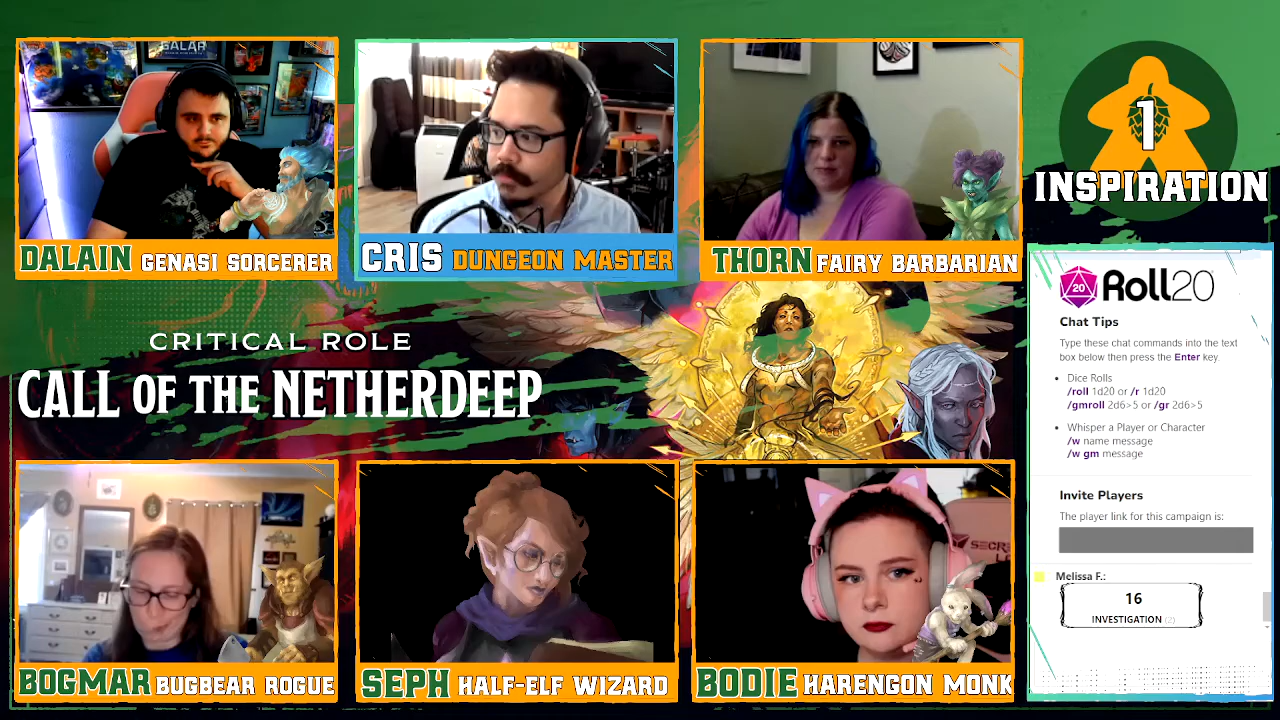 GALAR
DALAIN GENASI SORCERER
CRIS DUNGEON MASTER
THORN FAIRY BARBARIAN
1
INSPIRATION
CRITICAL ROLE
CALL OF THE NETHERDEEP
BOGMAR BUGBEAR ROGUE
SEPH HALF-ELF WIZARD
BODIE HARENGON MONK
20 Roll20
Chat Tips
Type these chat commands into the text
box below then press the Enter key.
• Dice Rolls
/roll 1d20 or /r 1d20
/gmroll 2d6>5 or /gr 2d6>5
• Whisper a Player or Character
/w name message
/w gm message
Invite Players
The player link for this campaign is:
Melissa F.:
16
INVESTIGATION (2)